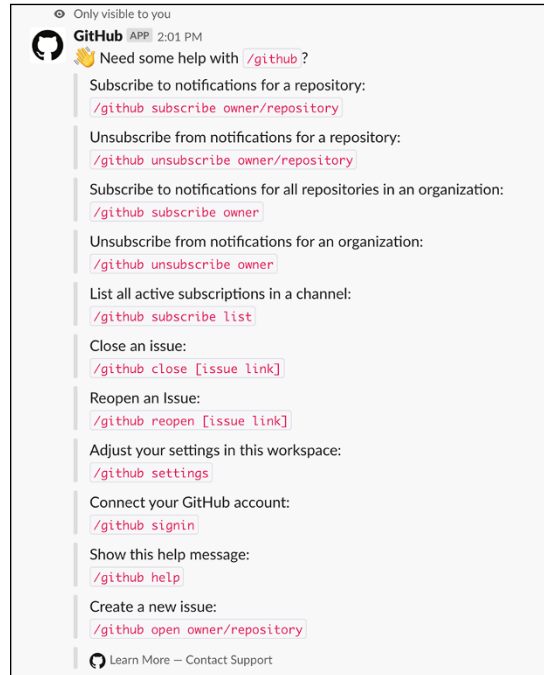 Only visible to you
GitHub APP 2:01 PM
👋 Need some help with /github?
Subscribe to notifications for a repository:
/github subscribe owner/repository
Unsubscribe from notifications for a repository:
/github unsubscribe owner/repository
Subscribe to notifications for all repositories in an organization:
/github subscribe owner
Unsubscribe from notifications for an organization:
/github unsubscribe owner
List all active subscriptions in a channel:
/github subscribe list
Close an issue:
/github close [issue link]
Reopen an Issue:
/github reopen [issue link]
Adjust your settings in this workspace:
/github settings
Connect your GitHub account:
/github signin
Show this help message:
/github help
Create a new issue:
/github open owner/repository
Learn More — Contact Support